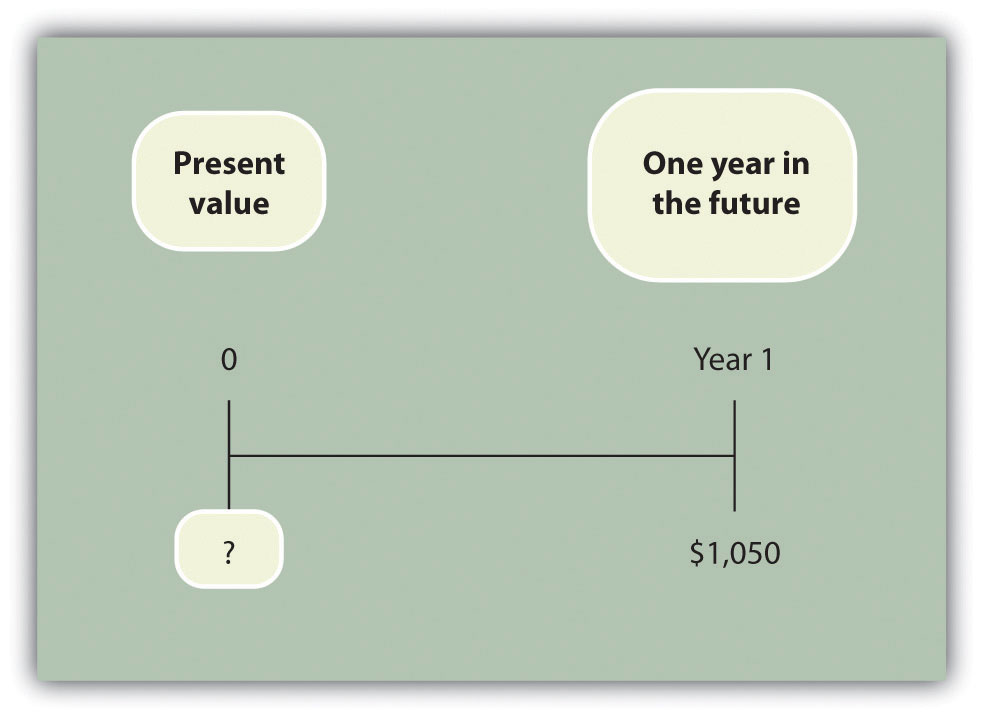 Present
value
One year in
the future
0
Year 1
?
$1,050